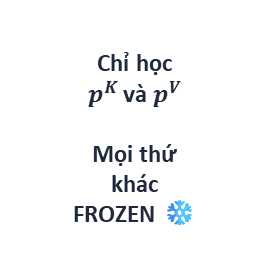 Chỉ học
p^K và p^V
Mọi thứ
khác
FROZEN ❄️